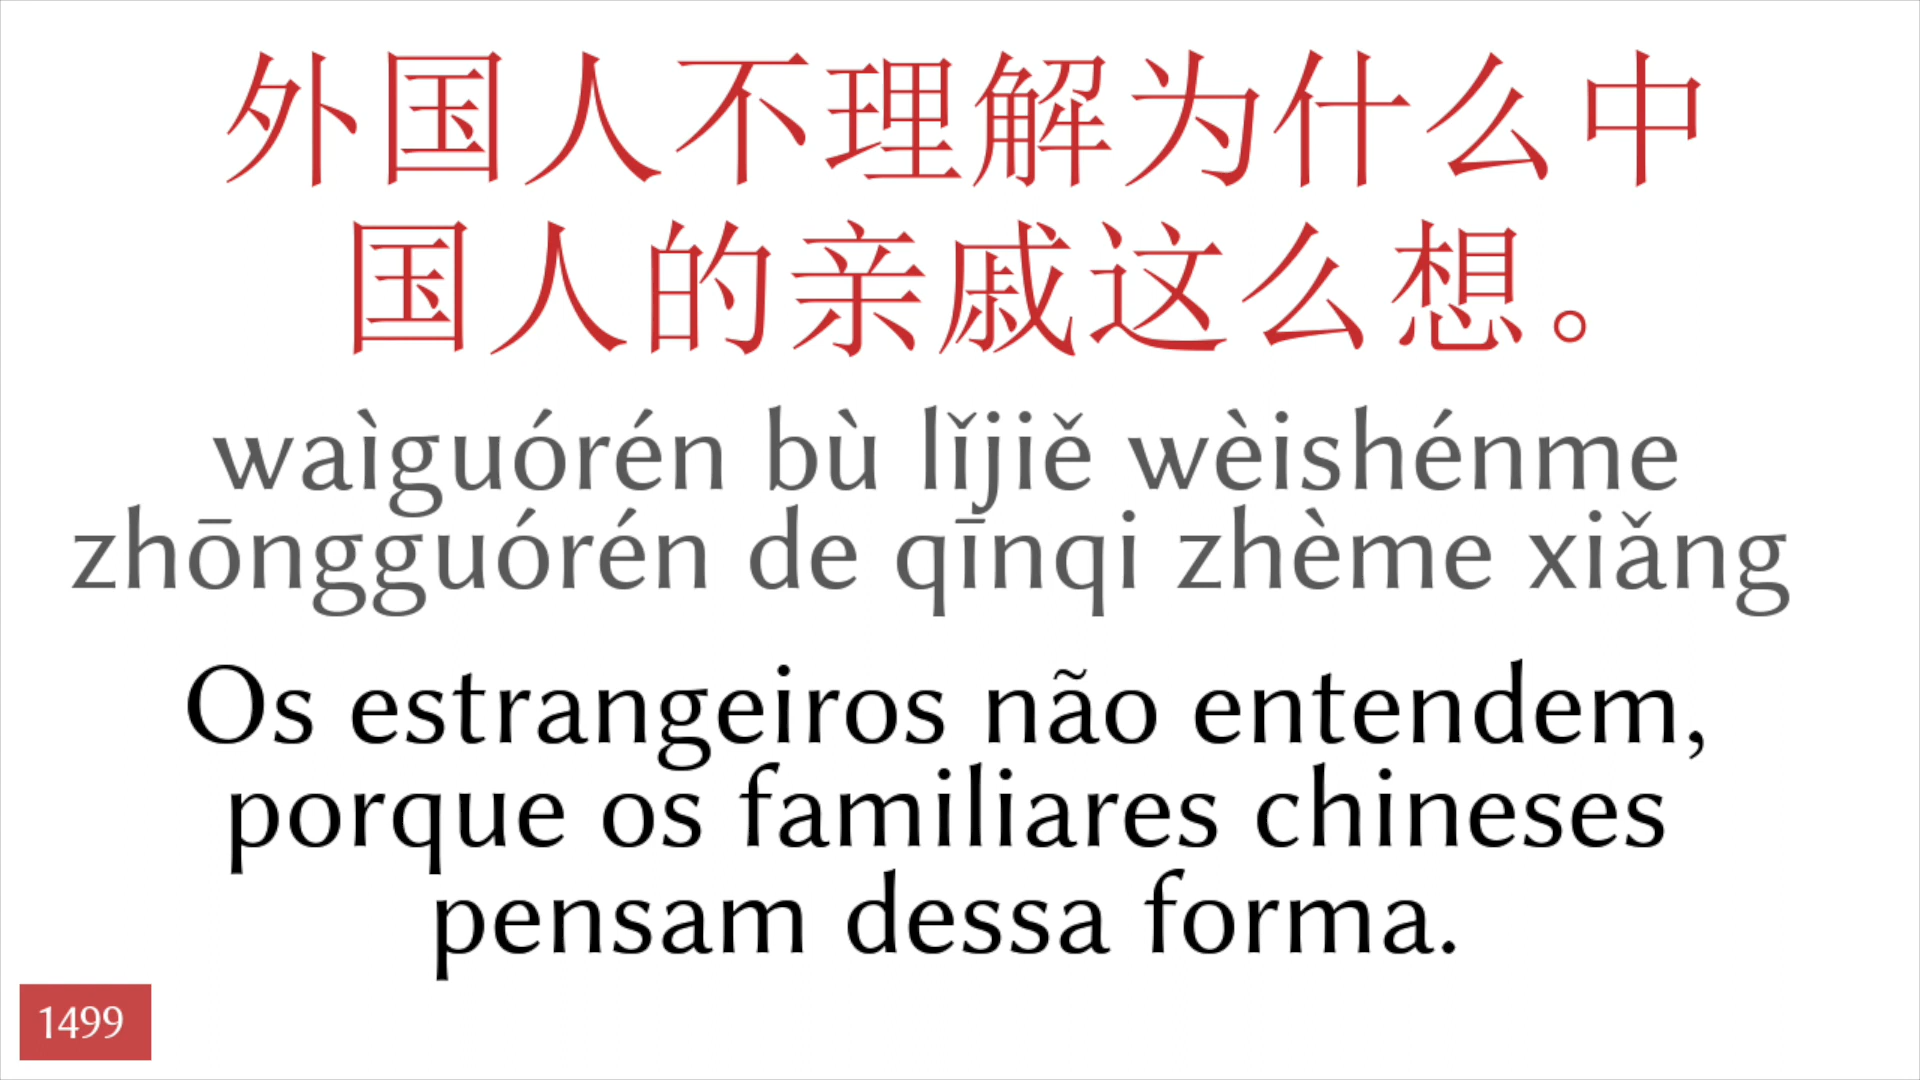 外国人不理解为什么中
国人的亲戚这么想。
waìguórén bù lǐjiě wèishénme
zhōngguórén de qīnqi zhème xiǎng
Os estrangeiros não entendem,
porque os familiares chineses
pensam dessa forma.
1499